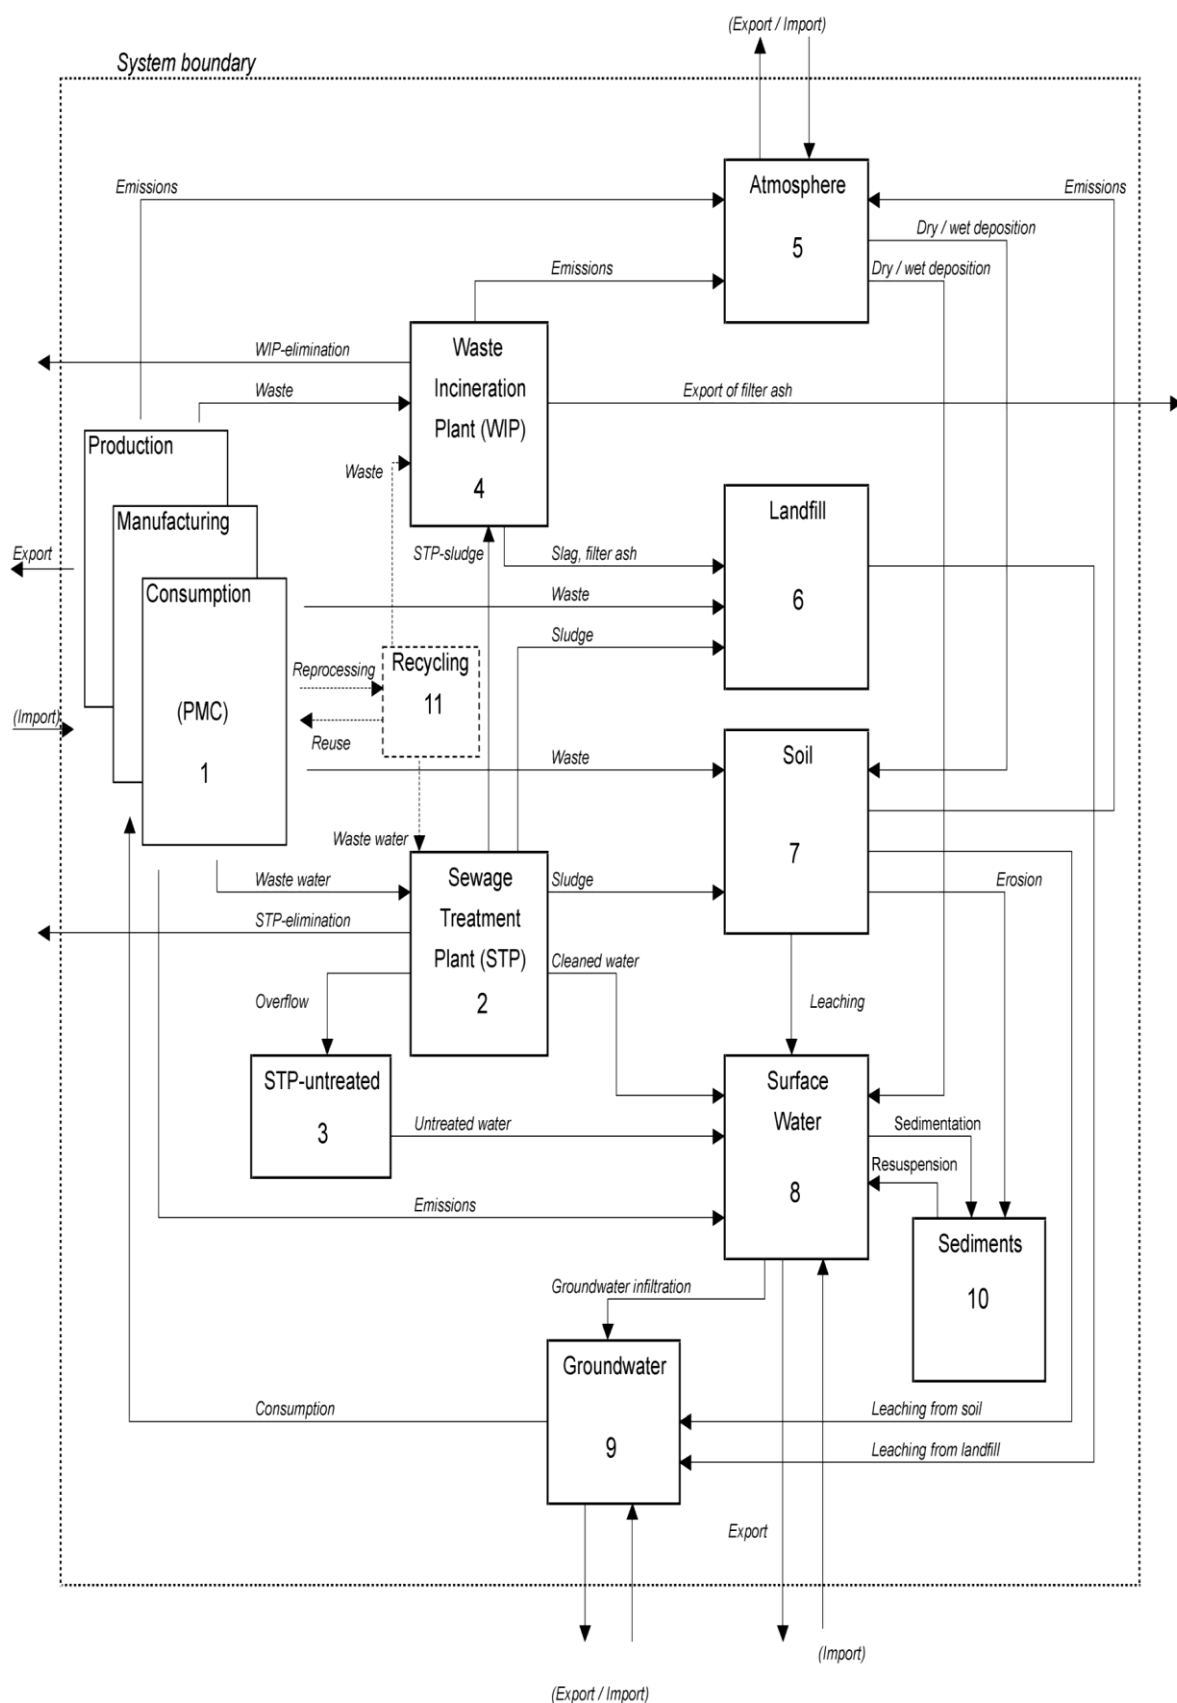 (Export / Import)
System boundary
Atmosphere
5
Emissions
Emissions
Dry / wet deposition
Dry / wet deposition
Emissions
Waste
Incineration
Plant (WIP)
4
WIP-elimination
Waste
Export of filter ash
Production
Manufacturing
Consumption
(PMC)
1
Export
(Import)
Waste
STP-sludge
Slag, filter ash
Waste
Sludge
Landfill
6
Reprocessing
Recycling
11
Reuse
Waste
Soil
7
Waste water
Waste water
STP-elimination
Sewage
Treatment
Plant (STP)
2
Sludge
Cleaned water
Erosion
Leaching
Overflow
STP-untreated
3
Untreated water
Surface
Water
8
Sedimentation
Resuspension
Emissions
Sediments
10
Groundwater infiltration
Groundwater
9
Consumption
Leaching from soil
Leaching from landfill
Export
(Import)
(Export / Import)